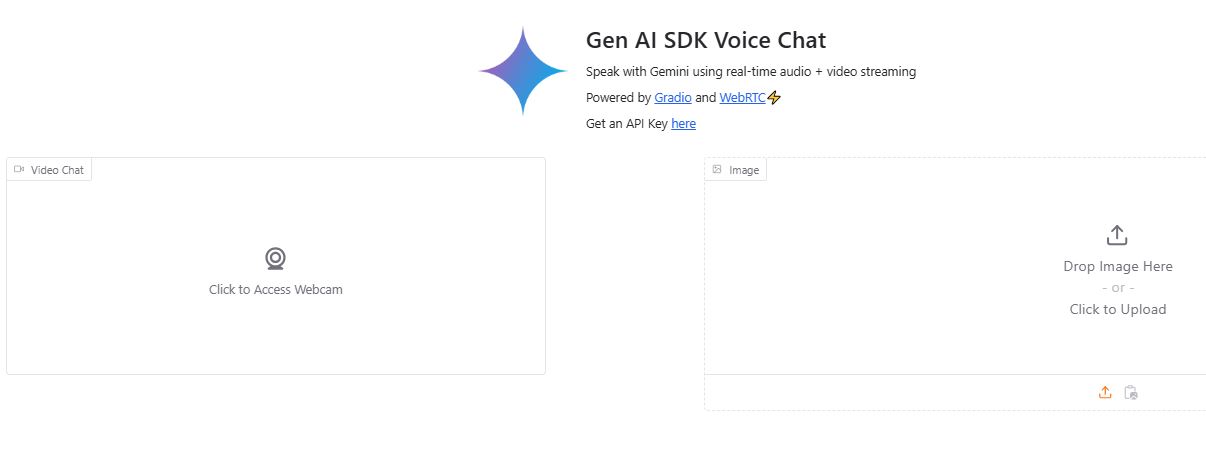 Gen AI SDK Voice Chat
Speak with Gemini using real-time audio + video streaming
Powered by Gradio and WebRTC⚡
Get an API Key here
Video Chat
Click to Access Webcam
Image
Drop Image Here
- or -
Click to Upload